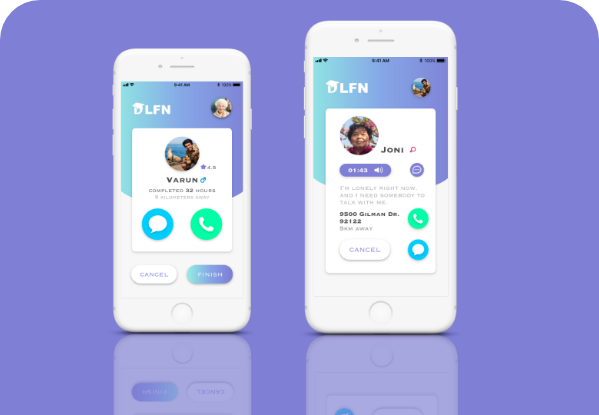 9:41 AM
100%
DLFN
4.5
Varun
COMPLETED 32 HOURS
5 KILOMETERS AWAY
CANCEL
FINISH
9:41 AM
100%
DLFN
Joni
01:43
I'M LONELY RIGHT NOW,
AND I NEED SOMEBODY TO
TALK WITH ME.
9500 Gilman Dr.
92122
5KM AWAY
CANCEL